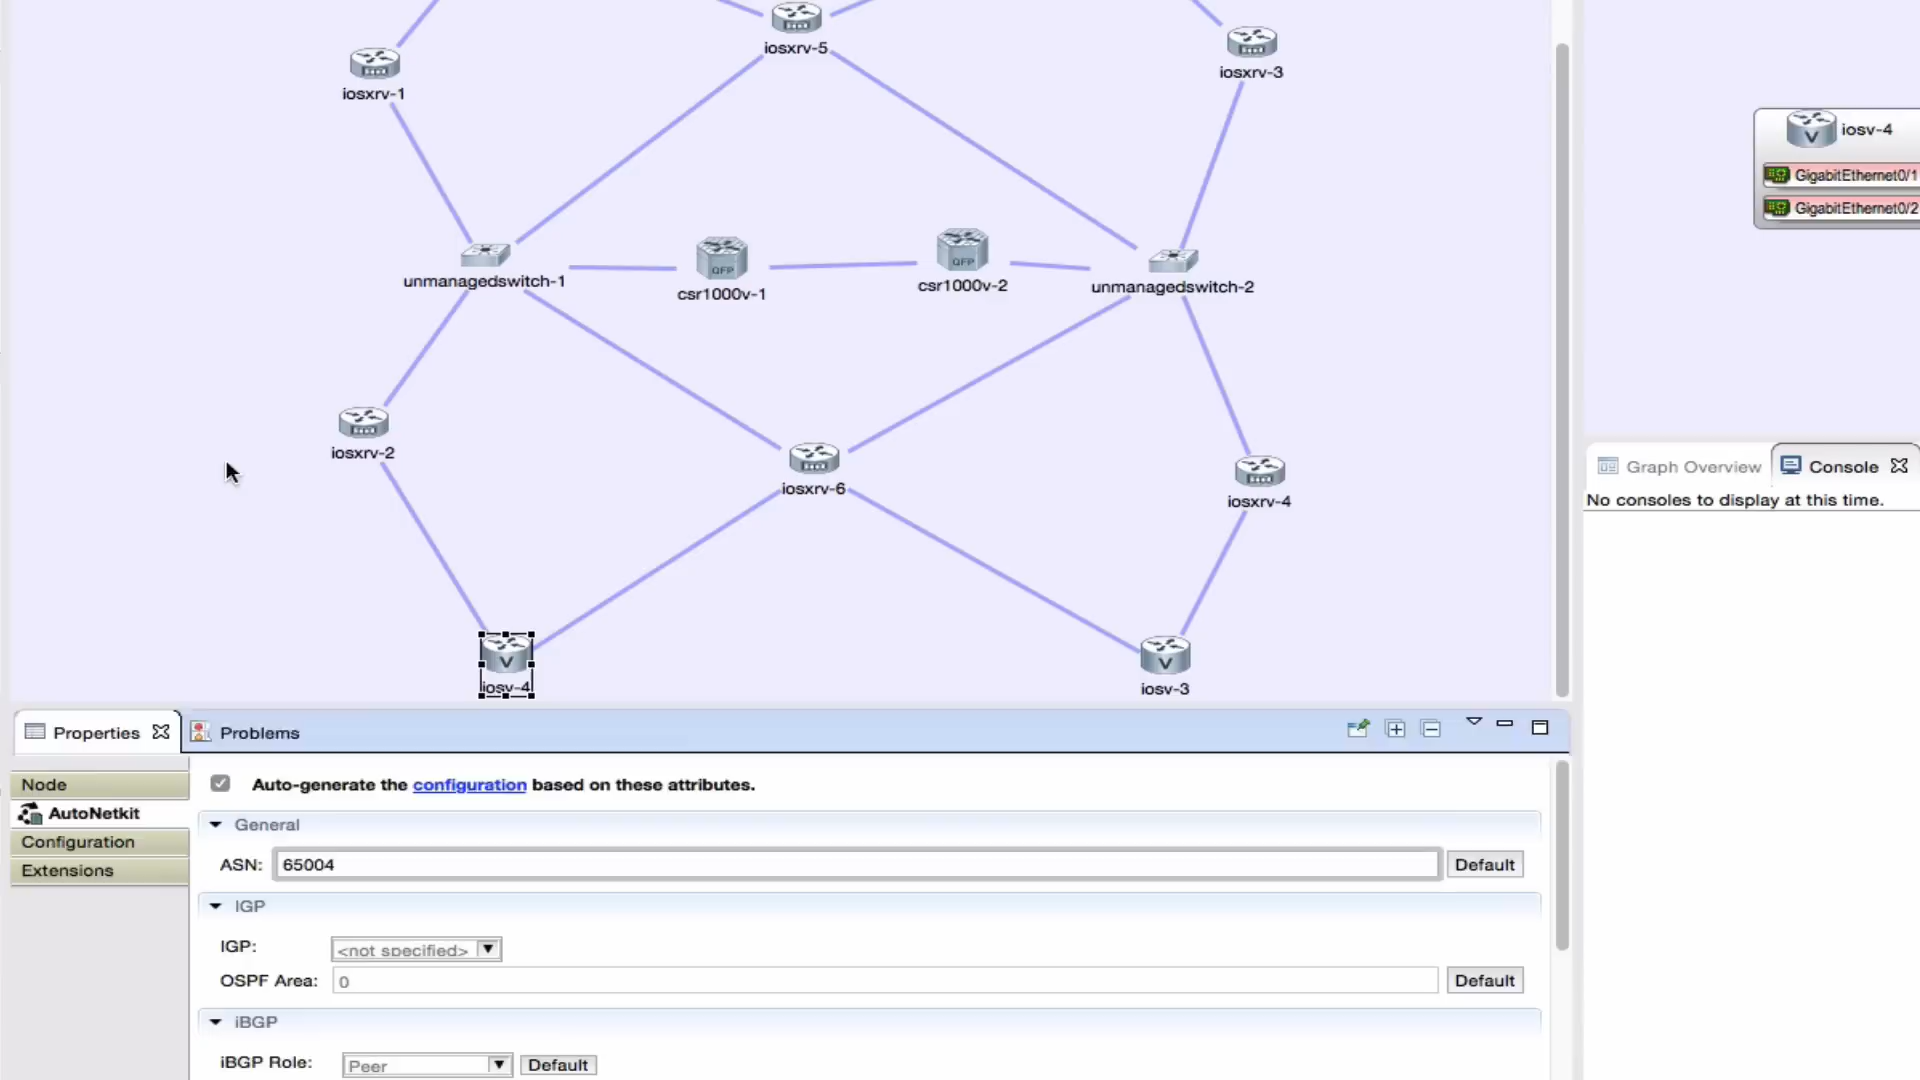 iosxrv-5
iosxrv-3
iosxrv-1
iosv-4
GigabitEthernet0/1
GigabitEthernet0/2
unmanagedswitch-1
QFP
csr1000v-1
QFP
csr1000v-2
unmanagedswitch-2
iosxrv-2
iosxrv-6
iosxrv-4
Graph Overview
Console
No consoles to display at this time.
V
iosv-4
V
iosv-3
Properties
Problems
Node
AutoNetkit
Configuration
Extensions
Auto-generate the configuration based on these attributes.
General
ASN: 65004 Default
IGP
IGP: <not specified>
OSPF Area: 0 Default
iBGP
iBGP Role: Peer Default